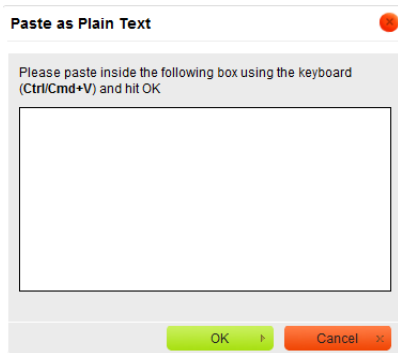 Paste as Plain Text
Please paste inside the following box using the keyboard
(Ctrl/Cmd+V) and hit OK
OK
Cancel